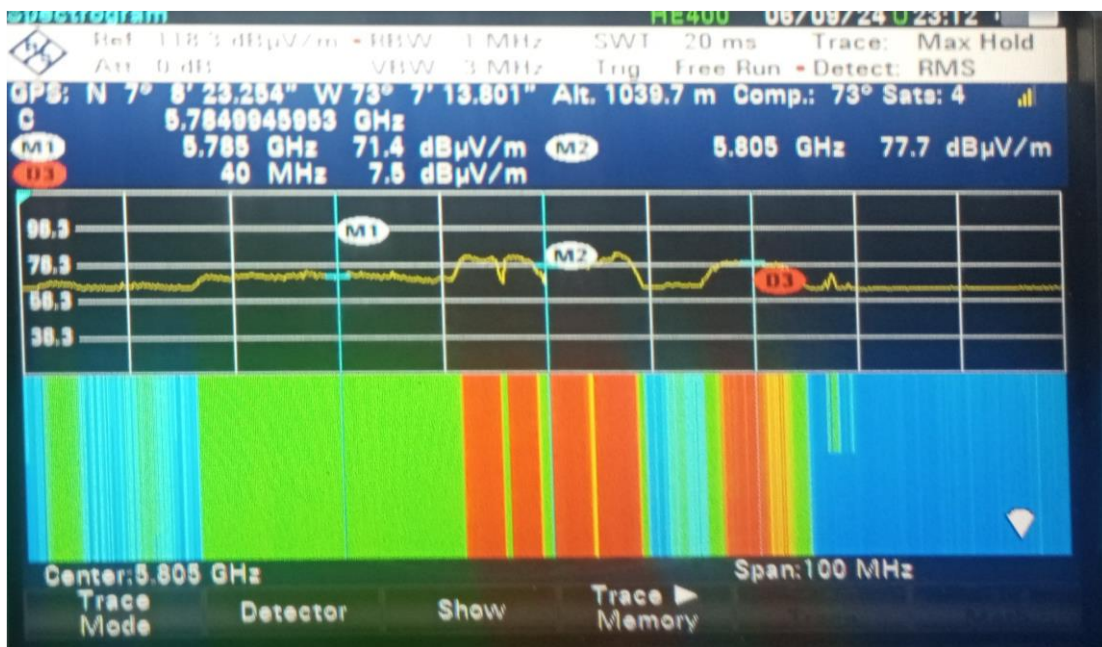 Spectrogram HE400 06/09/24 23:12
Ref 118.3 dBµV/m RBW 1 MHz SWT 20 ms Trace: Max Hold
Att 0 dB VBW 3 MHz Trig Free Run Detect: RMS
GPS: N 7° 8' 23.254" W 73° 7' 13.801" Alt. 1039.7 m Comp.: 73° Sats: 4
C 5.7849945953 GHz
M1 5.785 GHz 71.4 dBµV/m M2 5.805 GHz 77.7 dBµV/m
D3 40 MHz 7.5 dBµV/m
98,3
M1
78,3
M2
D3
58,3
38,3
Center:5.805 GHz Span:100 MHz
Trace Mode
Detector
Show
Trace Memory